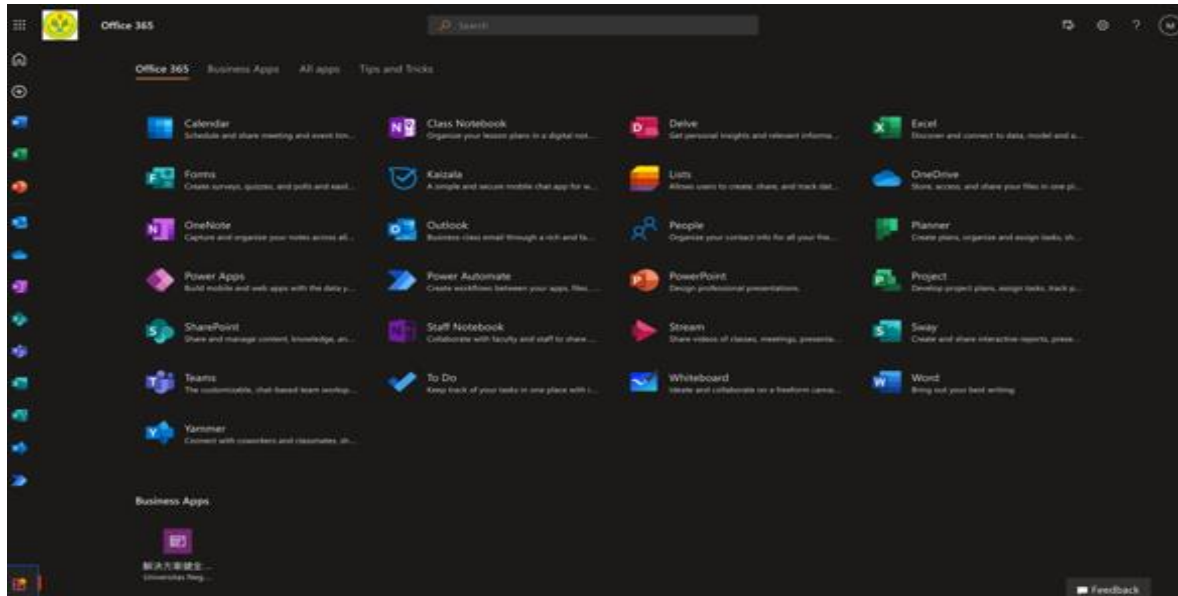 Office 365
Search
Office 365 Business Apps All apps Tips and Tricks
Calendar
Schedule and share meeting and event tim...
Class Notebook
Organize your lesson plans in a digital not...
Delve
Get personal insights and relevant informa...
Excel
Discover and connect to data, model and a...
Forms
Create surveys, quizzes, and polls and easil...
Kaizala
A simple and secure mobile chat app for w...
Lists
Allows users to create, share, and track dat...
OneDrive
Store, access, and share your files in one pl...
OneNote
Capture and organize your notes across all...
Outlook
Business-class email through a rich and fa...
People
Organize your contact info for all your frie...
Planner
Create plans, organize and assign tasks, sh...
Power Apps
Build mobile and web apps with the data y...
Power Automate
Create workflows between your apps, files, ...
PowerPoint
Design professional presentations.
Project
Develop project plans, assign tasks, track p...
SharePoint
Share and manage content, knowledge, an...
Staff Notebook
Collaborate with faculty and staff to share ...
Stream
Share videos of classes, meetings, presenta...
Sway
Create and share interactive reports, prese...
Teams
The customizable, chat-based team worksp...
To Do
Keep track of your tasks in one place with i...
Whiteboard
Ideate and collaborate on a freeform canva...
Word
Bring out your best writing.
Yammer
Connect with coworkers and classmates, sh...
Business Apps
解決方案健全...
Universitas Neg...
Feedback